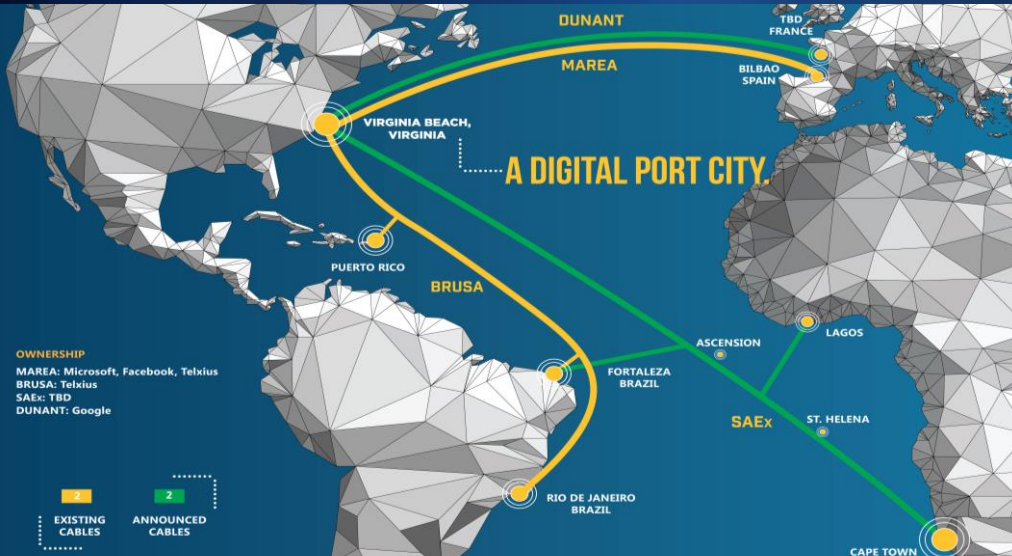 DUNANT
TBD
FRANCE
MAREA
BILBAO
SPAIN
VIRGINIA BEACH,
VIRGINIA
A DIGITAL PORT CITY.
PUERTO RICO
BRUSA
LAGOS
ASCENSION
FORTALEZA
BRAZIL
SAEx
ST. HELENA
OWNERSHIP
MAREA: Microsoft, Facebook, Telxius
BRUSA: Telxius
SAEx: TBD
DUNANT: Google
RIO DE JANEIRO
BRAZIL
2
EXISTING
CABLES
2
ANNOUNCED
CABLES
CAPE TOWN